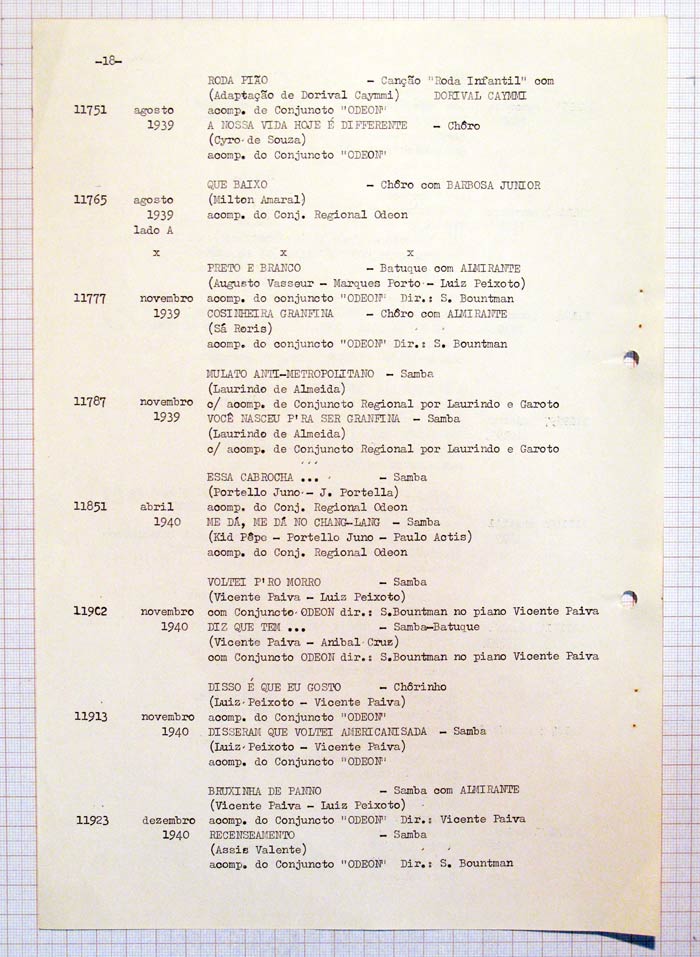 -18-
RODA PIÃO - Canção "Roda Infantil" com
(Adaptação de Dorival Caymmi) DORIVAL CAYMMI
11751 agosto acomp. de Conjuncto "ODEON"
1939 A NOSSA VIDA HOJE É DIFFERENTE - Chôro
(Cyro de Souza)
acomp. do Conjuncto "ODEON"
QUE BAIXO - Chôro com BARBOSA JUNIOR
11765 agosto (Milton Amaral)
1939 acomp. do Conj. Regional Odeon
lado A
x x x
PRETO E BRANCO - Batuque com ALMIRANTE
(Augusto Vasseur - Marques Porto - Luiz Peixoto)
11777 novembro acomp. do conjuncto "ODEON" Dir.: S. Bountman
1939 COSINHEIRA GRANFINA - Chôro com ALMIRANTE
(Sá Roris)
acomp. do conjuncto "ODEON" Dir.: S. Bountman
MULATO ANTI-METROPOLITANO - Samba
(Laurindo de Almeida)
11787 novembro c/ acomp. de Conjuncto Regional por Laurindo e Garoto
1939 VOCÊ NASCEU P'RA SER GRANFINA - Samba
(Laurindo de Almeida)
c/ acomp. de Conjuncto Regional por Laurindo e Garoto
ESSA CABROCHA ... - Samba
(Portello Juno - J. Portella)
11851 abril acomp. de Conj. Regional Odeon
1940 ME DÁ, ME DÁ NO CHANG-LANG - Samba
(Kid Pêpe - Portello Juno - Paulo Actis)
acomp. de Conj. Regional Odeon
VOLTEI P'RO MORRO - Samba
(Vicente Paiva - Luiz Peixoto)
11902 novembro com Conjuncto ODEON dir.: S.Bountman no piano Vicente Paiva
1940 DIZ QUE TEM ... - Samba-Batuque
(Vicente Paiva - Anibal Cruz)
com Conjuncto ODEON dir.: S.Bountman no piano Vicente Paiva
DISSO É QUE EU GOSTO - Chôrinho
(Luiz Peixoto - Vicente Paiva)
11913 novembro acomp. do Conjuncto "ODEON"
1940 DISSERAM QUE VOLTEI AMERICANISADA - Samba
(Luiz Peixoto - Vicente Paiva)
acomp. do Conjuncto "ODEON"
BRUXINHA DE PANNO - Samba com ALMIRANTE
(Vicente Paiva - Luiz Peixoto)
11923 dezembro acomp. do Conjuncto "ODEON" Dir.: Vicente Paiva
1940 RECENSEAMENTO - Samba
(Assis Valente)
acomp. do Conjuncto "ODEON" Dir.: S. Bountman